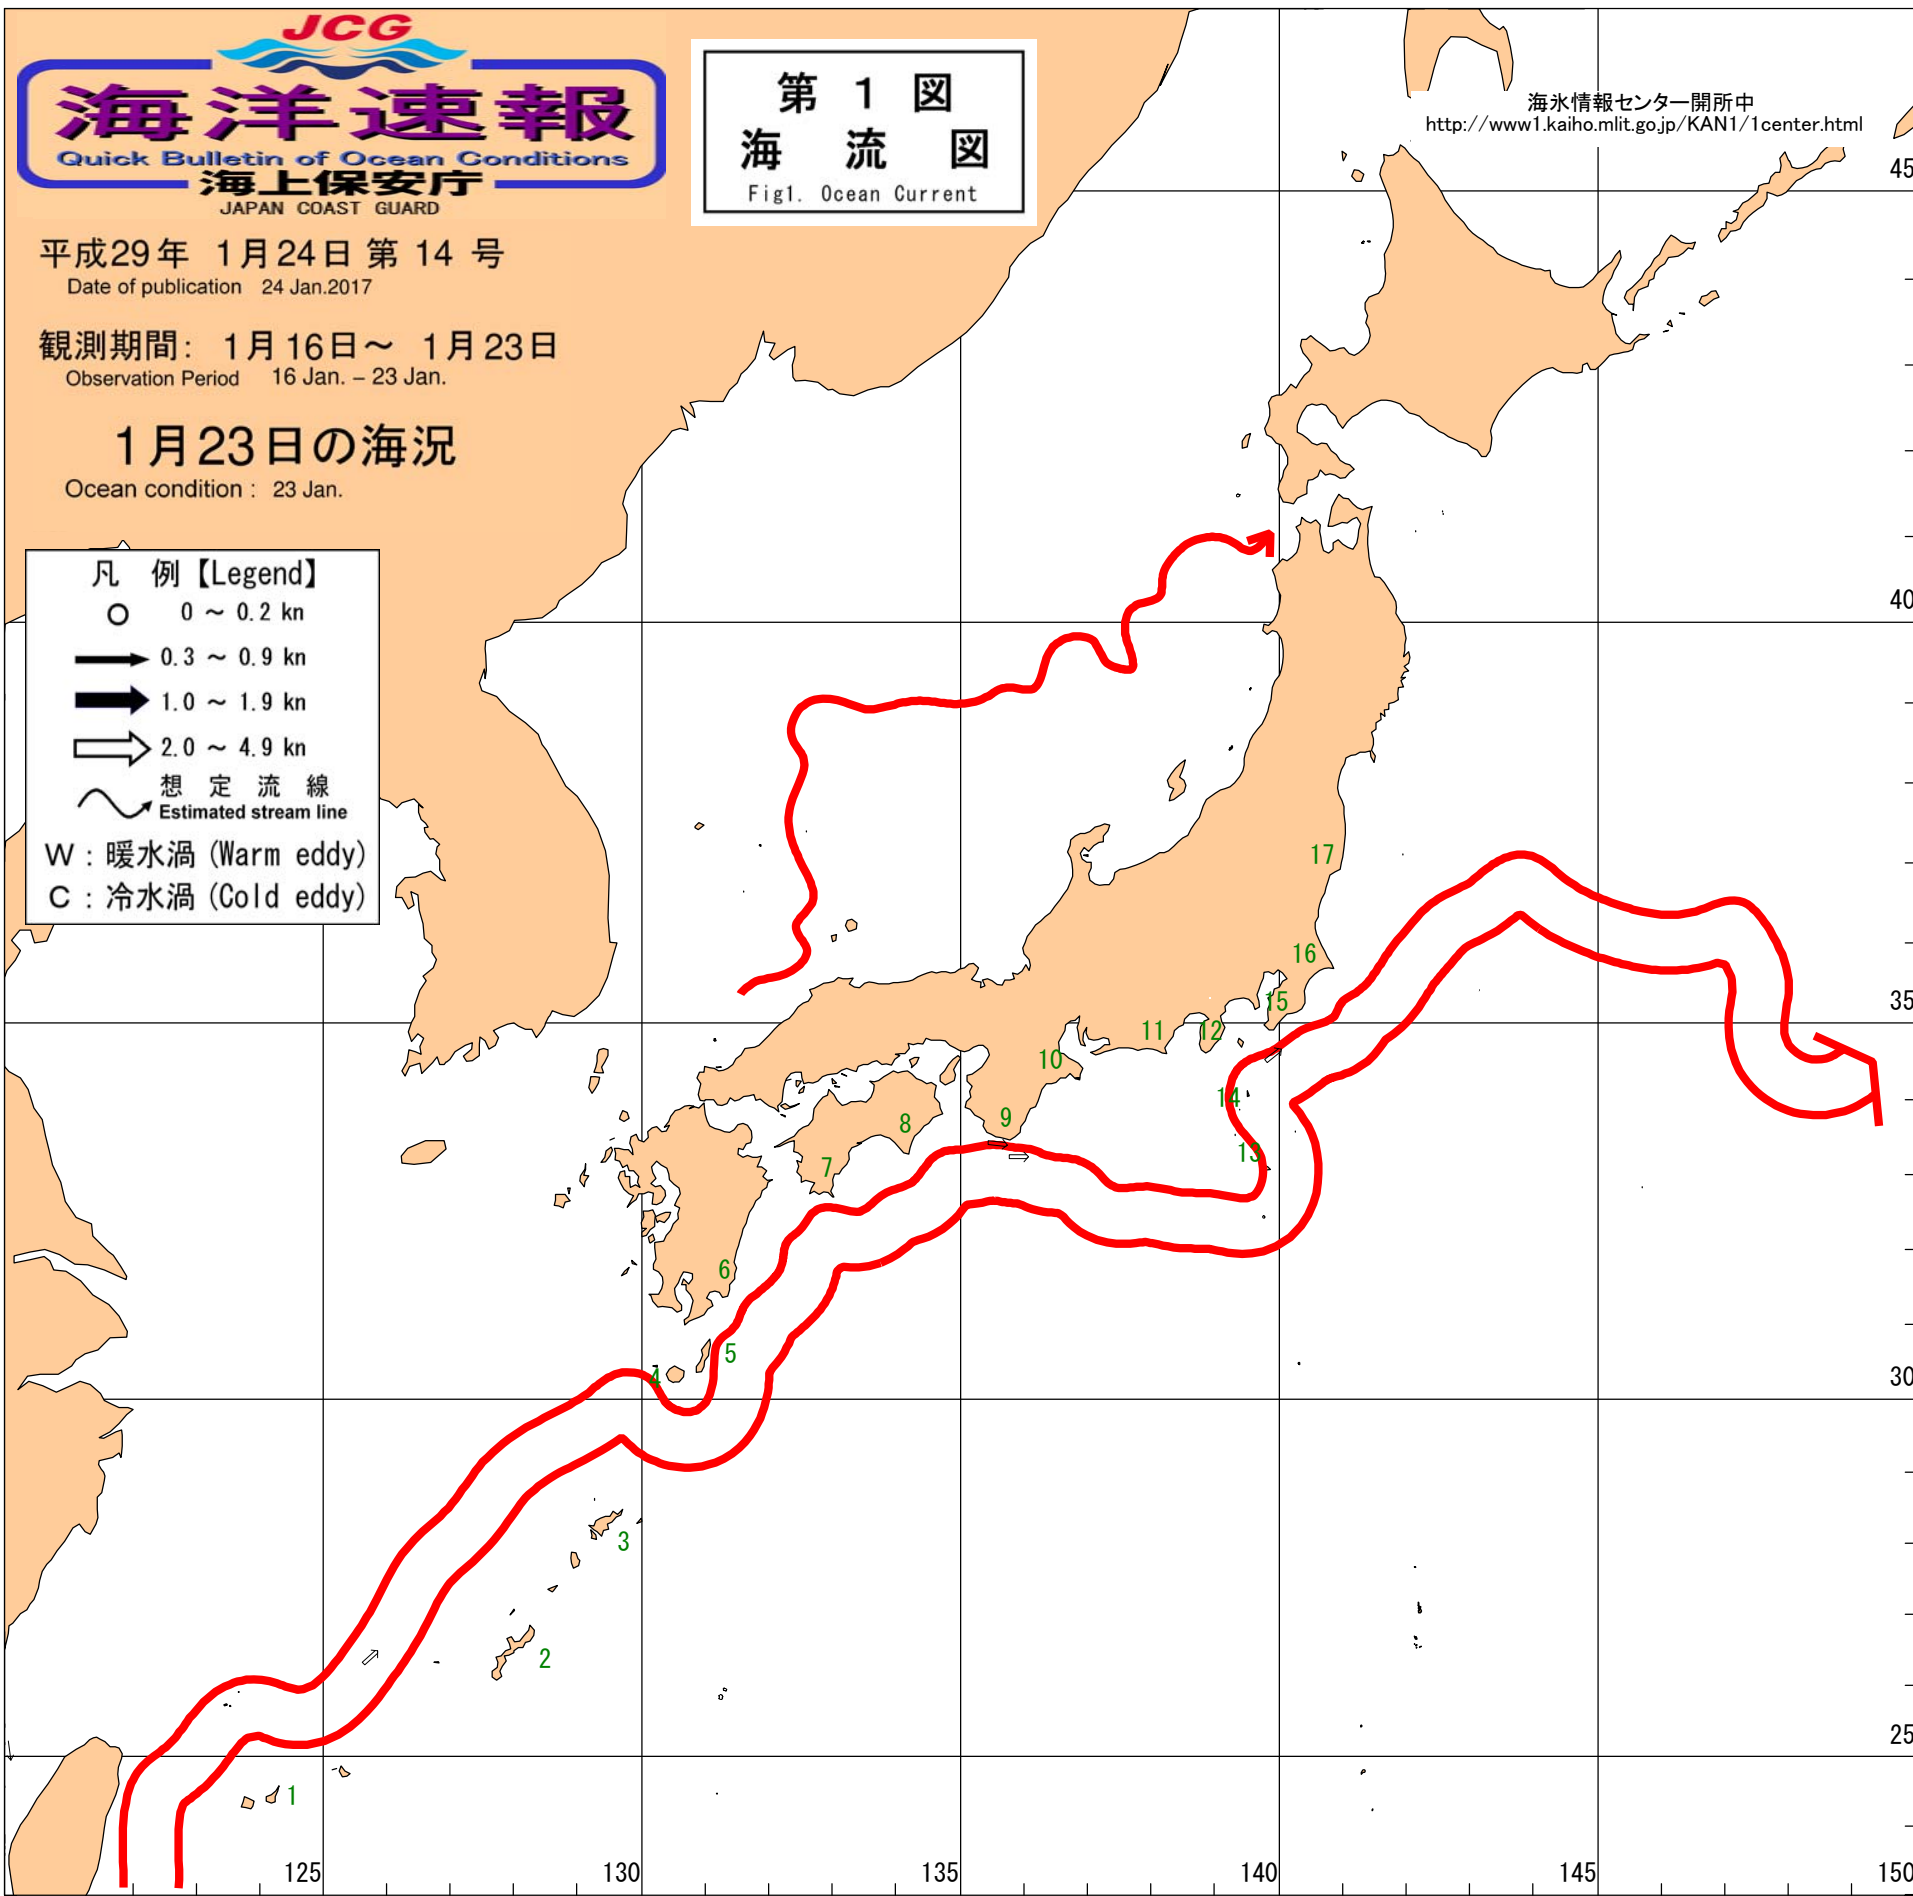 JCG
海洋速報
Quick Bulletin of Ocean Conditions
海上保安庁
JAPAN COAST GUARD
第 1 図
海 流 図
Fig1. Ocean Current
海氷情報センター開所中
http://www1.kaiho.mlit.go.jp/KAN1/1center.html
平成29年 1月24日 第 14 号
Date of publication 24 Jan.2017
観測期間: 1月16日～ 1月23日
Observation Period 16 Jan. – 23 Jan.
1月23日の海況
Ocean condition : 23 Jan.
凡 例【Legend】
0 ～ 0.2 kn
0.3 ～ 0.9 kn
1.0 ～ 1.9 kn
2.0 ～ 4.9 kn
想 定 流 線
Estimated stream line
W : 暖水渦 (Warm eddy)
C : 冷水渦 (Cold eddy)
45
40
35
30
25
17
16
15
14
13
12
11
10
9
8
7
6
5
4
3
2
1
125
130
135
140
145
150